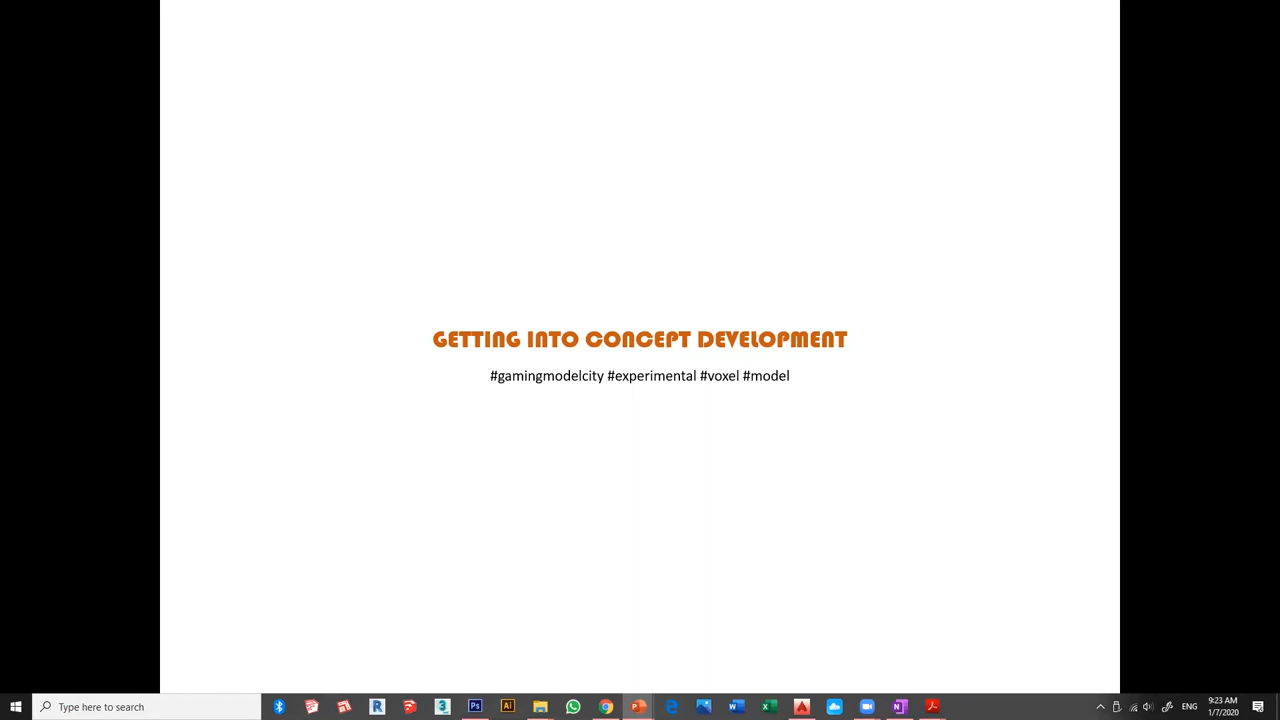 GETTING INTO CONCEPT DEVELOPMENT
#gamingmodelcity #experimental #voxel #model
Type here to search
ENG
9:23 AM
1/7/2020